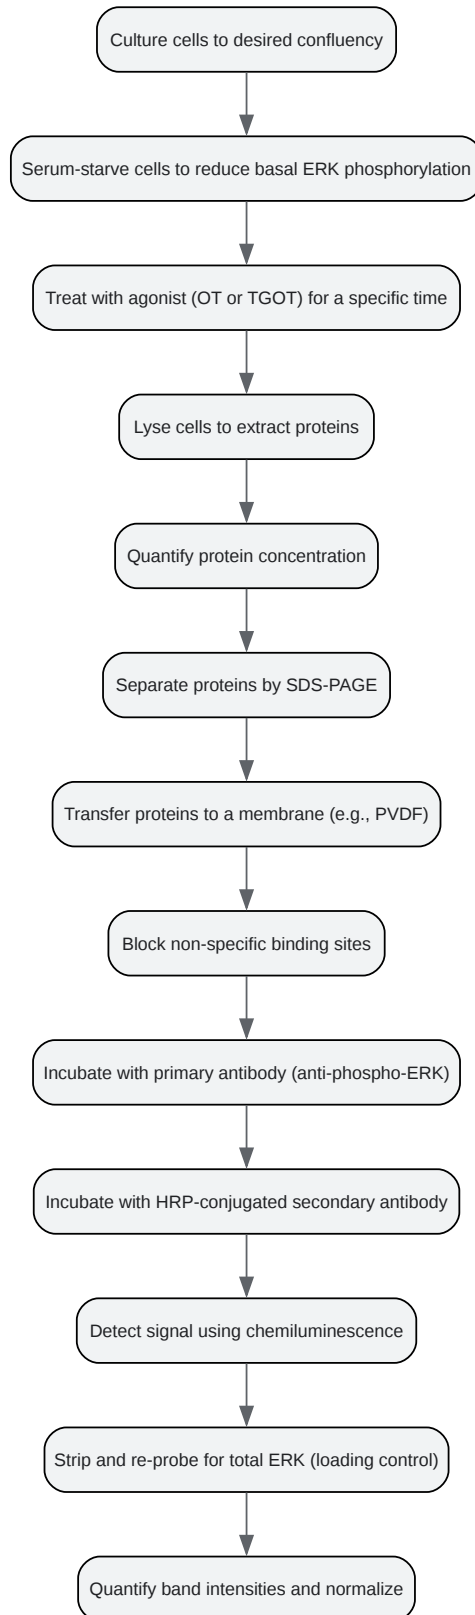 Culture cells to desired confluency
Serum-starve cells to reduce basal ERK phosphorylation
Treat with agonist (OT or TGOT) for a specific time
Lyse cells to extract proteins
Quantify protein concentration
Separate proteins by SDS-PAGE
Transfer proteins to a membrane (e.g., PVDF)
Block non-specific binding sites
Incubate with primary antibody (anti-phospho-ERK)
Incubate with HRP-conjugated secondary antibody
Detect signal using chemiluminescence
Strip and re-probe for total ERK (loading control)
Quantify band intensities and normalize